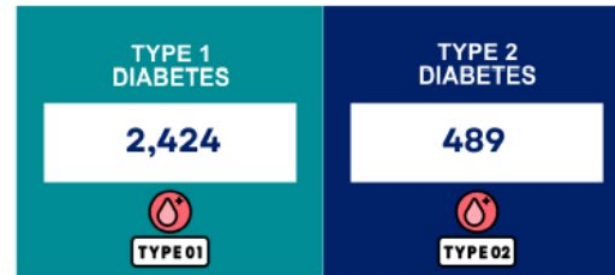 TYPE 1
DIABETES
2,424
TYPE 01
TYPE 2
DIABETES
489
TYPE 02